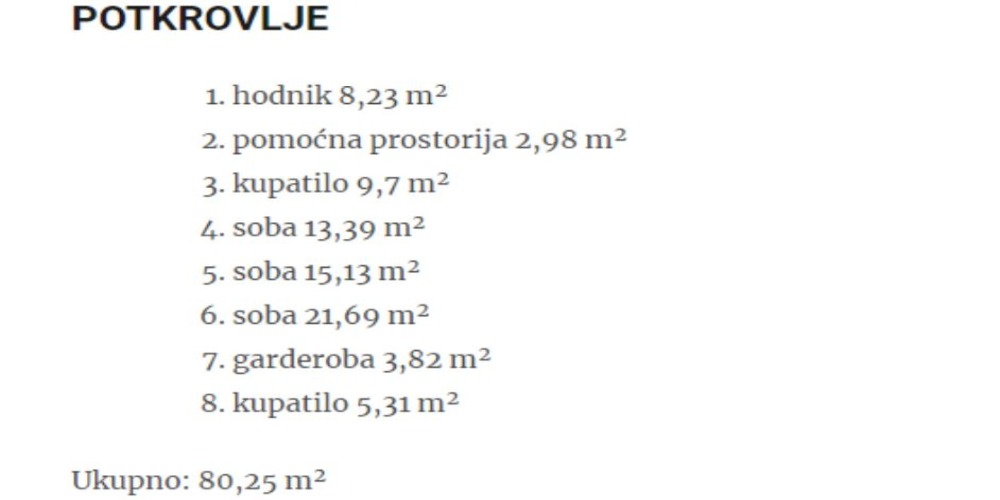 POTKROVLJE
1. hodnik 8,23 m²
2. pomoćna prostorija 2,98 m²
3. kupatilo 9,7 m²
4. soba 13,39 m²
5. soba 15,13 m²
6. soba 21,69 m²
7. garderoba 3,82 m²
8. kupatilo 5,31 m²
Ukupno: 80,25 m²